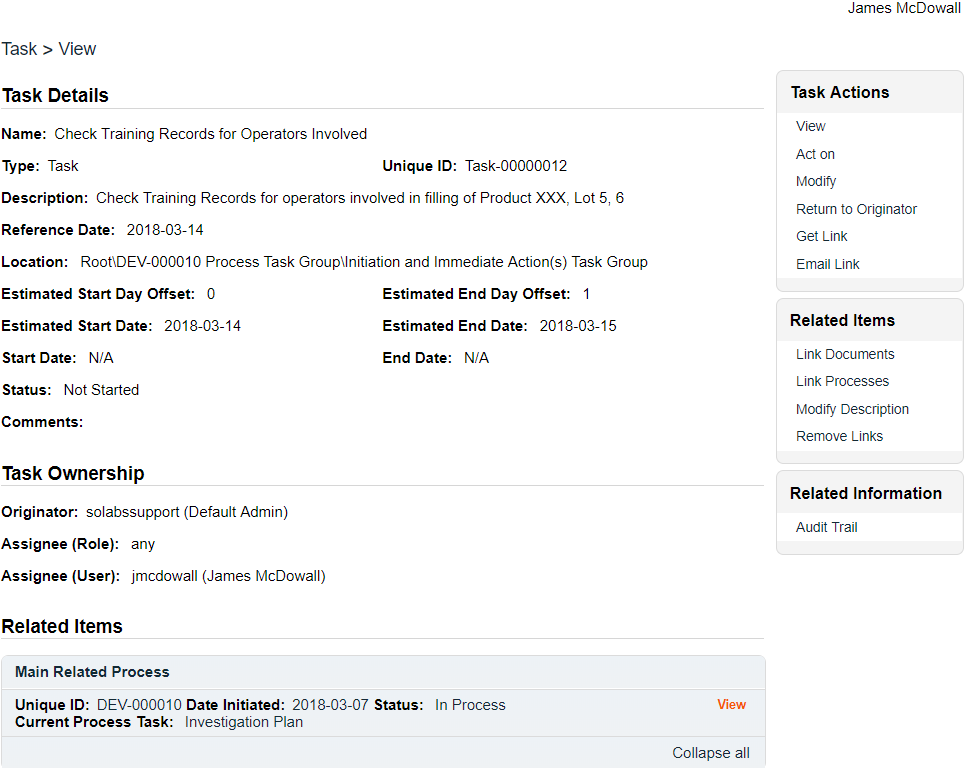 James McDowall
Task > View
Task Details
Name: Check Training Records for Operators Involved
Type: Task Unique ID: Task-00000012
Description: Check Training Records for operators involved in filling of Product XXX, Lot 5, 6
Reference Date: 2018-03-14
Location: Root\DEV-000010 Process Task Group\Initiation and Immediate Action(s) Task Group
Estimated Start Day Offset: 0 Estimated End Day Offset: 1
Estimated Start Date: 2018-03-14 Estimated End Date: 2018-03-15
Start Date: N/A End Date: N/A
Status: Not Started
Comments:
Task Ownership
Originator: solabssupport (Default Admin)
Assignee (Role): any
Assignee (User): jmcdowall (James McDowall)
Related Items
Main Related Process
Unique ID: DEV-000010 Date Initiated: 2018-03-07 Status: In Process View
Current Process Task: Investigation Plan
Collapse all
Task Actions
View
Act on
Modify
Return to Originator
Get Link
Email Link
Related Items
Link Documents
Link Processes
Modify Description
Remove Links
Related Information
Audit Trail